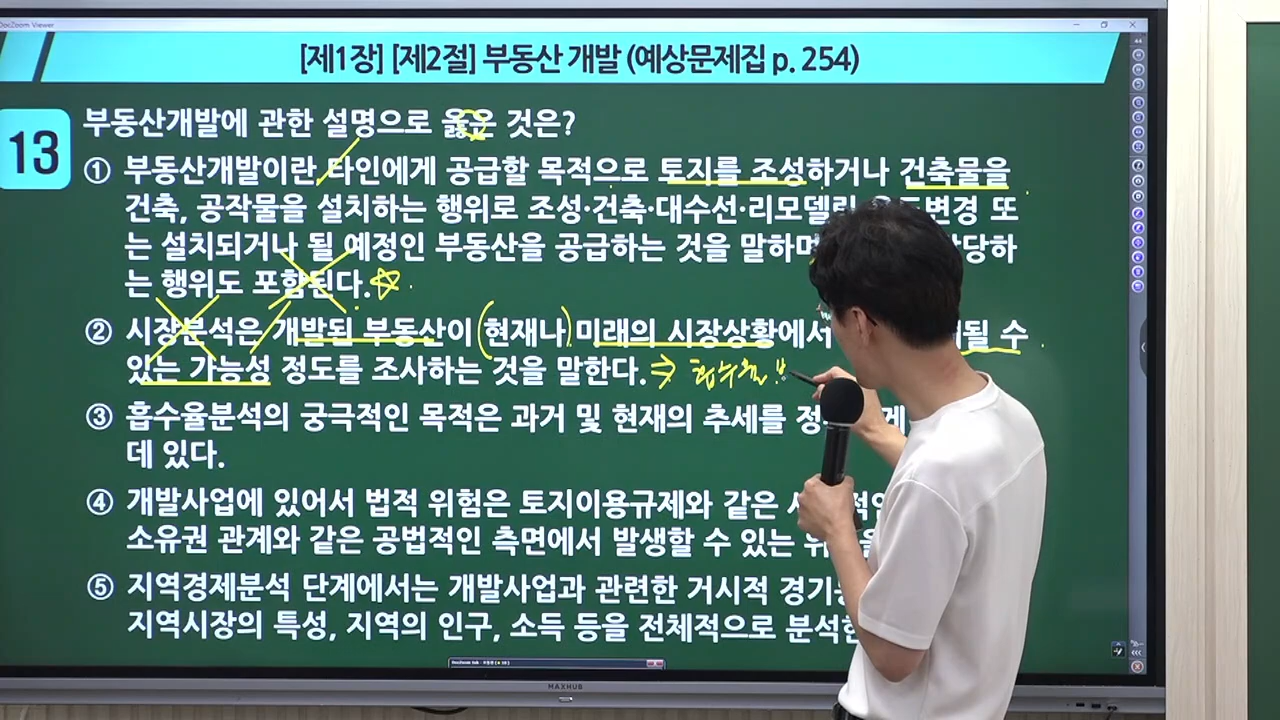 DocZoom Viewer
[제1장] [제2절] 부동산 개발 (예상문제집 p. 254)
13
부동산개발에 관한 설명으로 옳은 것은?
① 부동산개발이란 타인에게 공급할 목적으로 토지를 조성하거나 건축물을
건축, 공작물을 설치하는 행위로 조성·건축·대수선·리모델링 또
는 설치되거나 될 예정인 부동산을 공급하는 것을 말하며
는 행위도 포함된다.
② 시장분석은 개발된 부동산이 (현재나) 미래의 시장상황에서 될 수
있는 가능성 정도를 조사하는 것을 말한다. ⇒ 흡수율
③ 흡수율분석의 궁극적인 목적은 과거 및 현재의 추세를
데 있다.
④ 개발사업에 있어서 법적 위험은 토지이용규제와 같은
소유권 관계와 같은 공법적인 측면에서 발생할 수 있는
⑤ 지역경제분석 단계에서는 개발사업과 관련한 거시적
지역시장의 특성, 지역의 인구, 소득 등을 전체적으로
MAXHUB